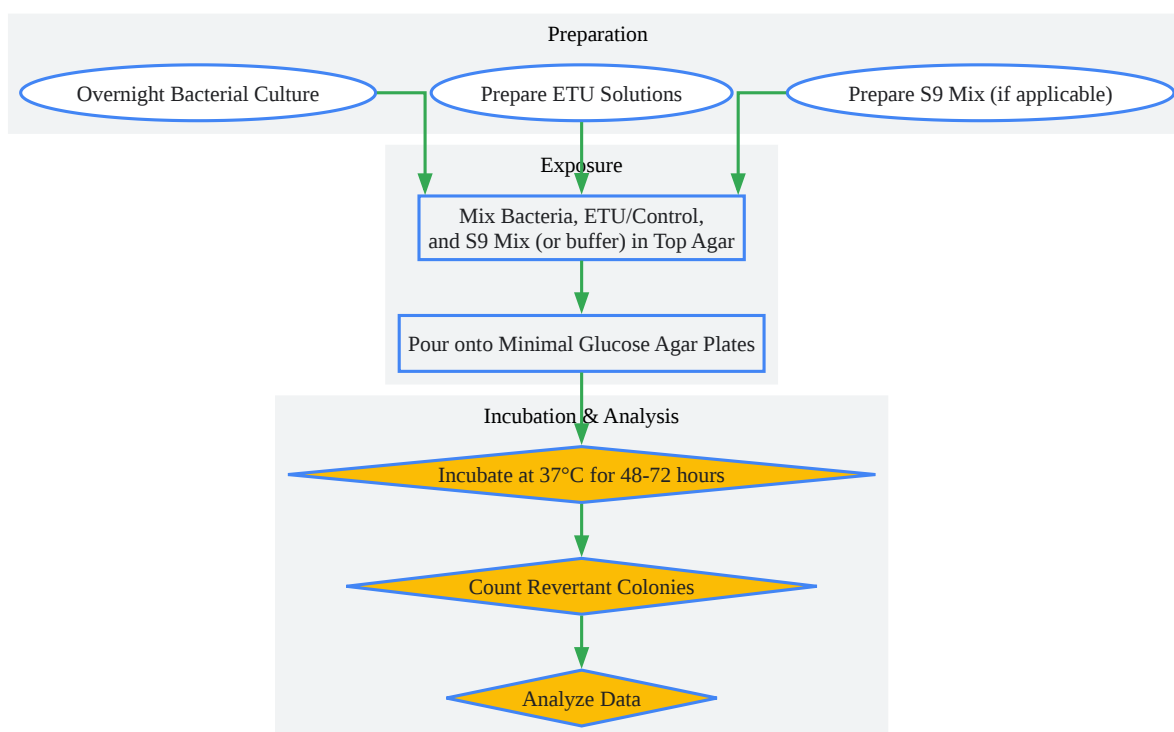 Preparation
Overnight Bacterial Culture
Prepare ETU Solutions
Prepare S9 Mix (if applicable)
Exposure
Mix Bacteria, ETU/Control,
and S9 Mix (or buffer) in Top Agar
Pour onto Minimal Glucose Agar Plates
Incubation & Analysis
Incubate at 37°C for 48-72 hours
Count Revertant Colonies
Analyze Data